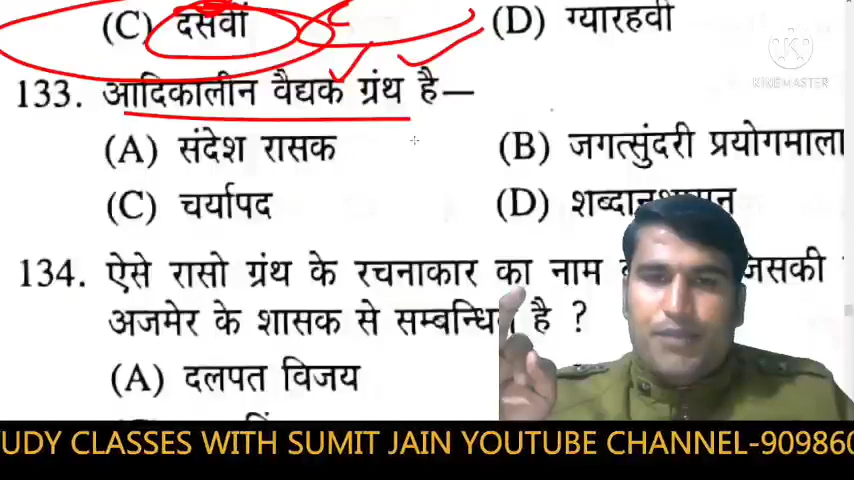 (C) दसवीं (D) ग्यारहवी
KINEMASTER
133. आदिकालीन वैद्यक ग्रंथ है—
(A) संदेश रासक (B) जगत्सुंदरी प्रयोगमाला
(C) चर्यापद (D)
134. ऐसे रासो ग्रंथ के रचनाकार का नाम जिसकी
अजमेर के शासक से सम्बन्धित है ?
(A) दलपत विजय
TUDY CLASSES WITH SUMIT JAIN YOUTUBE CHANNEL-909860